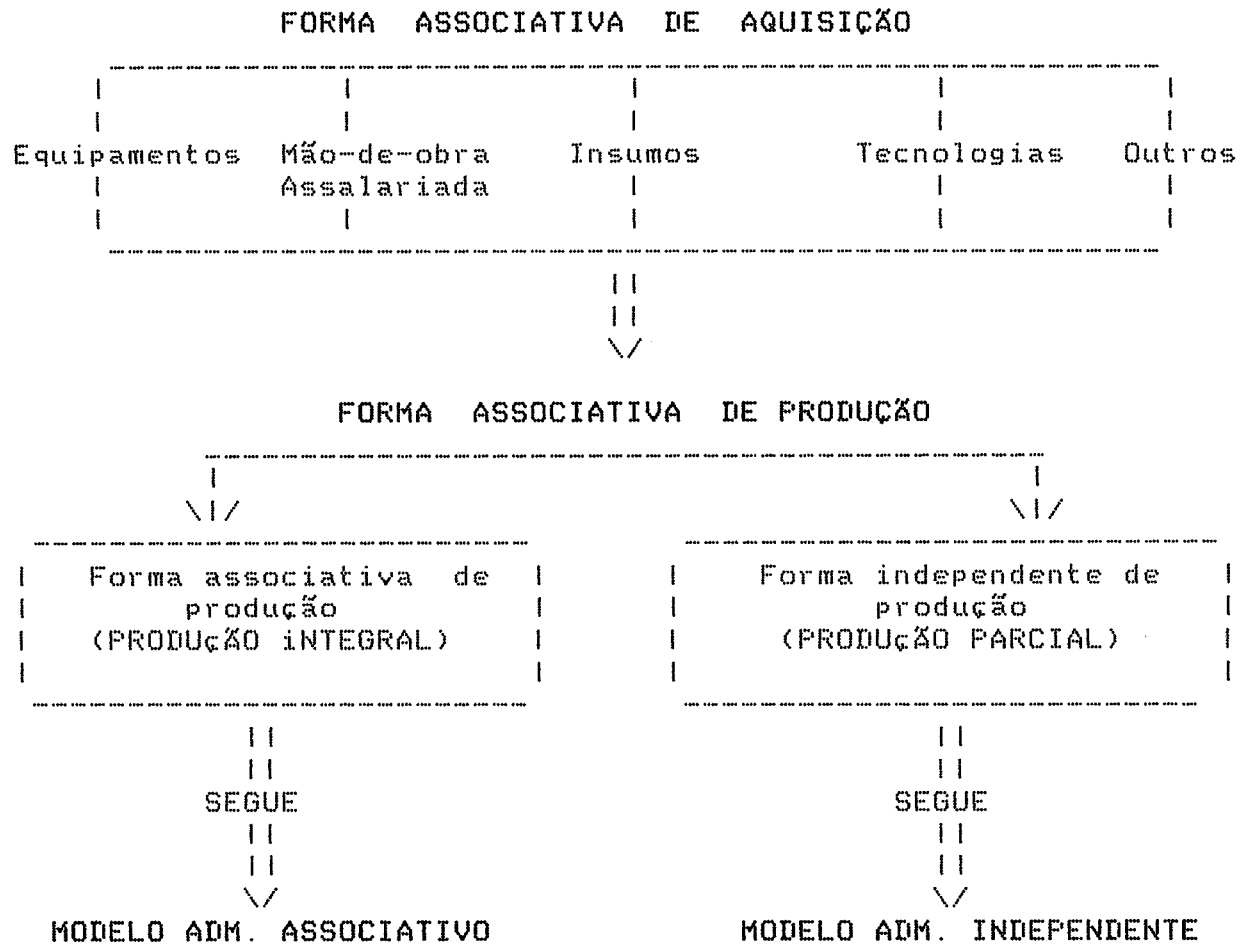 FORMA ASSOCIATIVA DE AQUISIÇÃO
Equipamentos Mão-de-obra Insumos Tecnologias Outros
Assalariada
FORMA ASSOCIATIVA DE PRODUÇÃO
Forma associativa de Forma independente de
produção produção
(PRODUçÃO iNTEGRAL) (PRODUçÃO PARCIAL)
SEGUE SEGUE
MODELO ADM. ASSOCIATIVO MODELO ADM. INDEPENDENTE